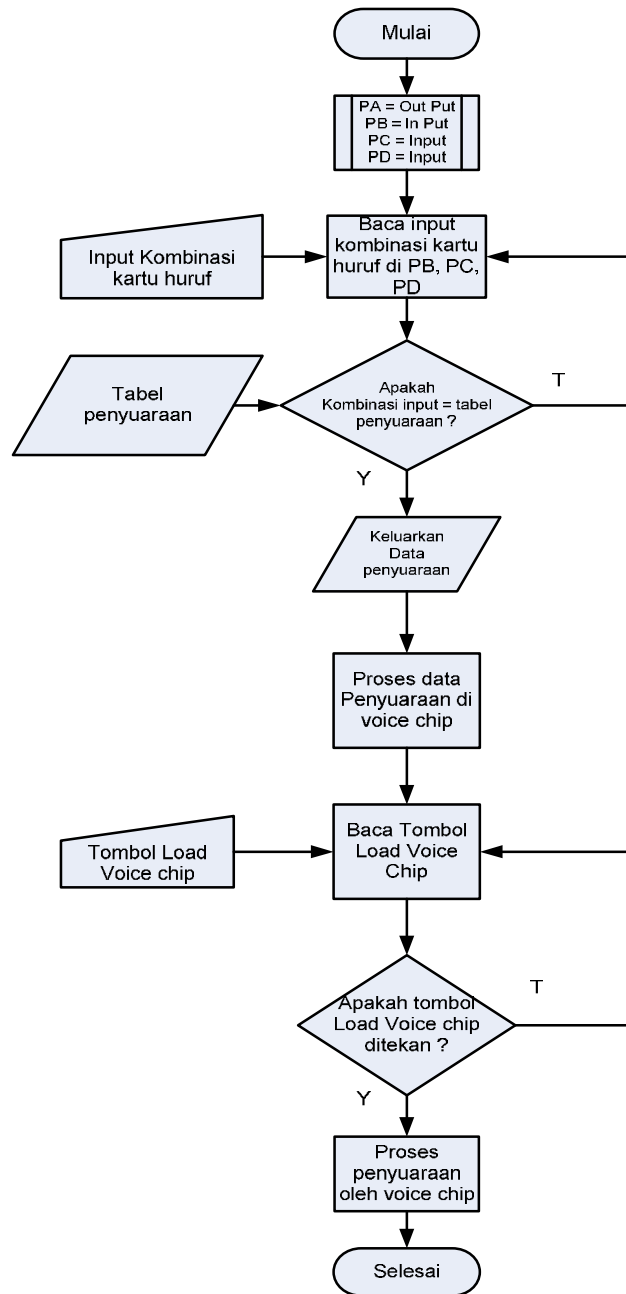 Mulai
PA = Out Put
PB = In Put
PC = Input
PD = Input
Baca input
kombinasi kartu
huruf di PB, PC,
PD
Input Kombinasi
kartu huruf
Apakah
Kombinasi input = tabel
penyuaraan ?
T
Tabel
penyuaraan
Y
Keluarkan
Data
penyuaraan
Proses data
Penyuaraan di
voice chip
Baca Tombol
Load Voice
Chip
Tombol Load
Voice chip
Apakah tombol
Load Voice chip
ditekan ?
T
Y
Proses
penyuaraan
oleh voice chip
Selesai